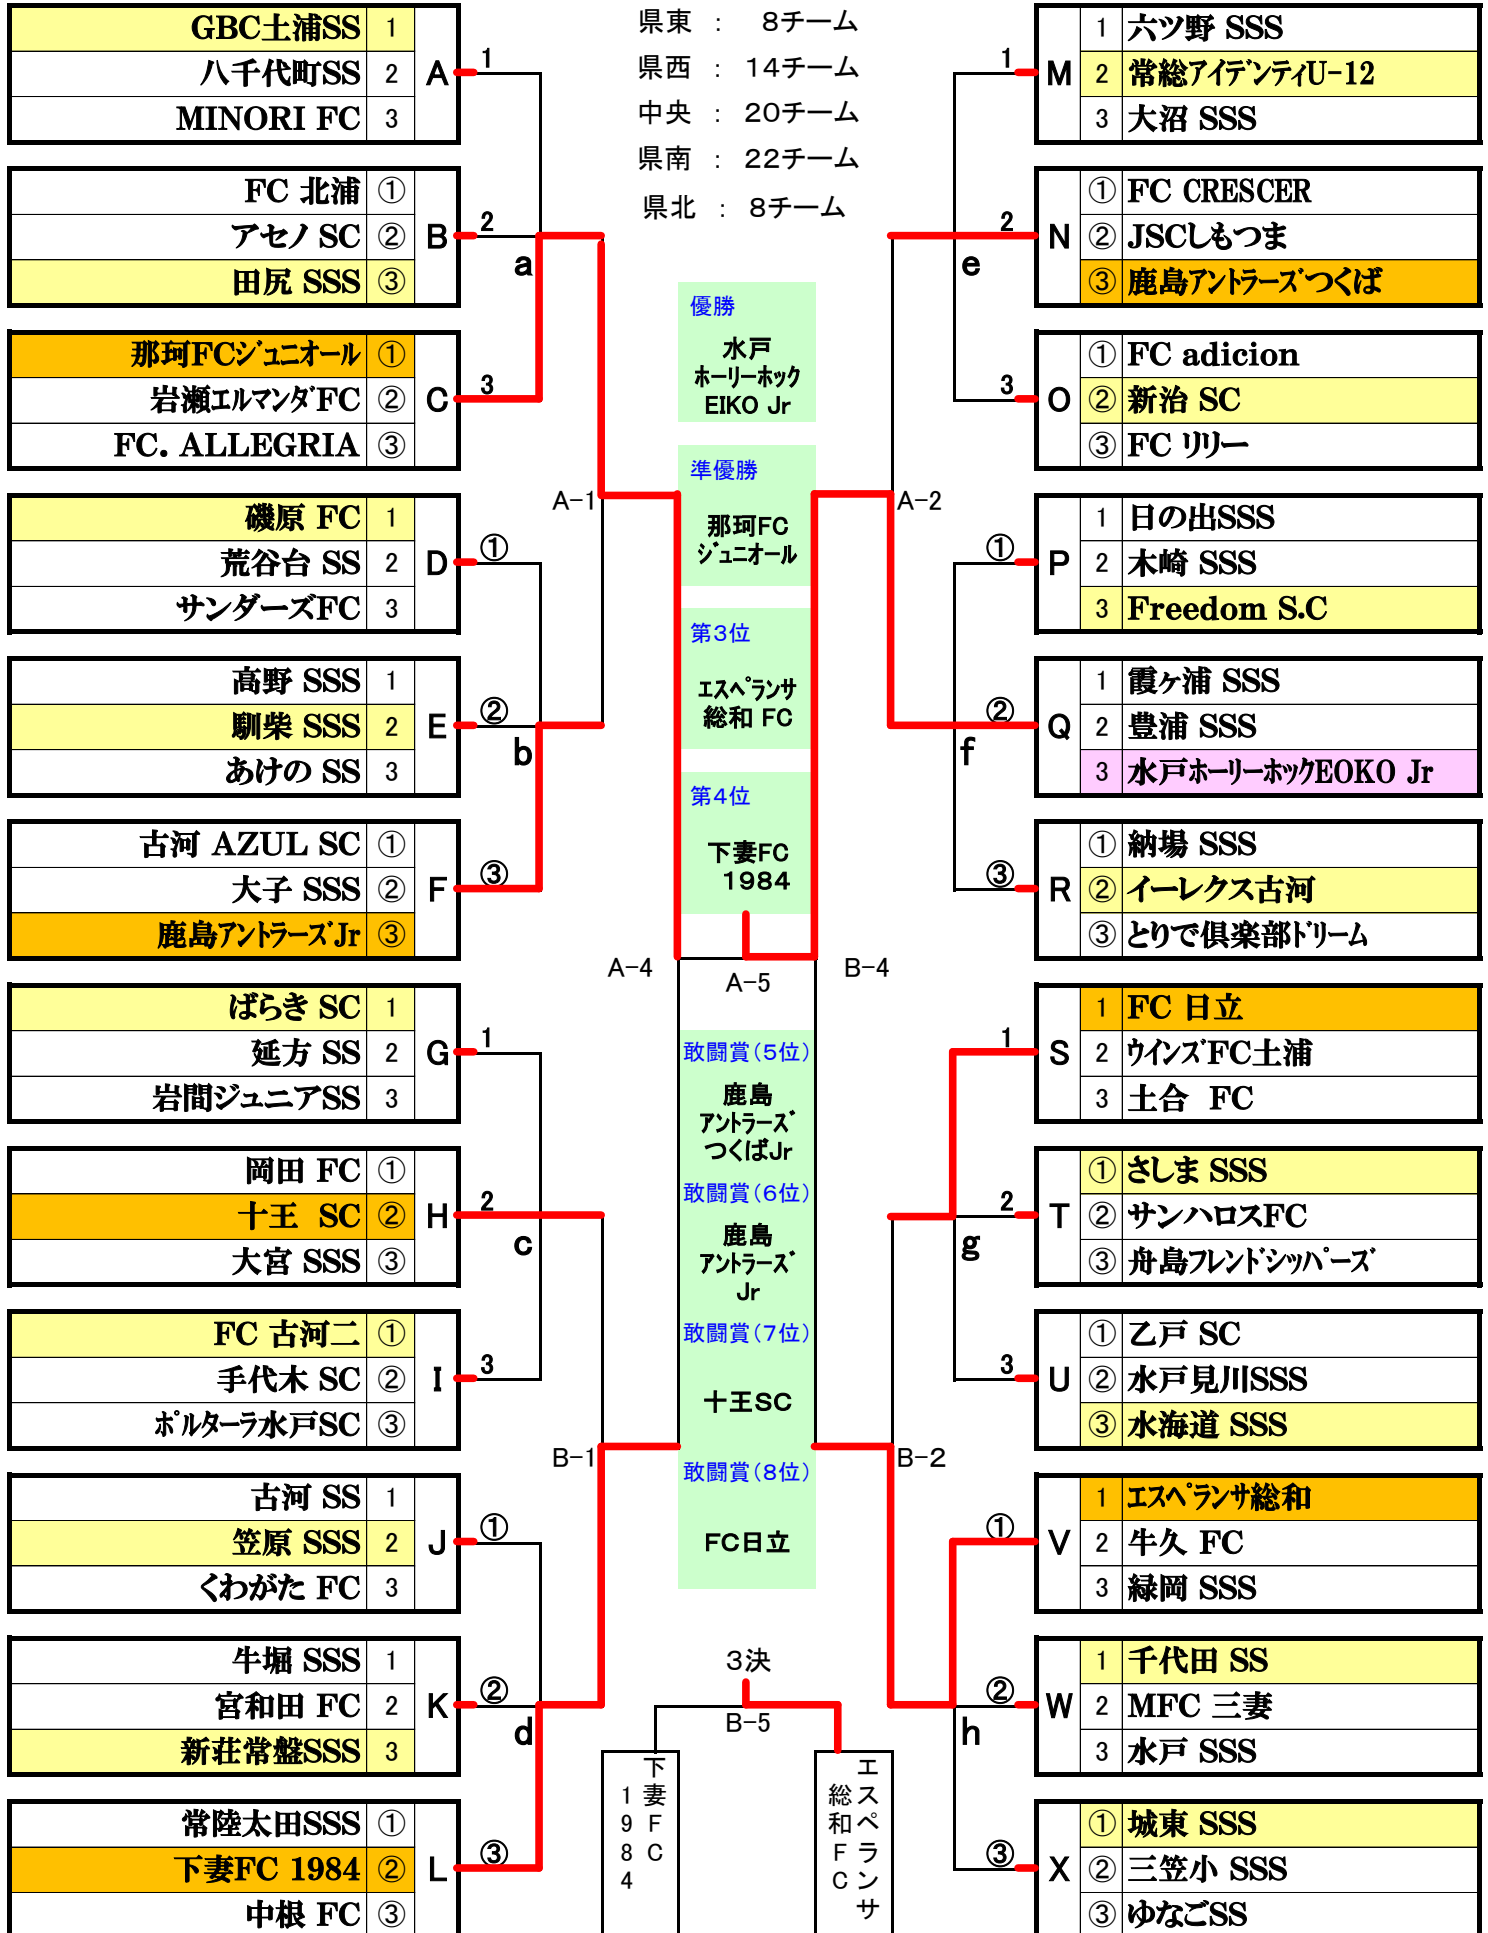 GBC土浦SS 1
八千代町SS 2
MINORI FC 3
A
1
FC 北浦 ①
アセノ SC ②
田尻 SSS ③
B
2
a
那珂FCジュニオール ①
岩瀬エルマンダFC ②
FC. ALLEGRIA ③
C
3
A-1
磯原 FC 1
荒谷台 SS 2
サンダーズFC 3
D
①
高野 SSS 1
馴柴 SSS 2
あけの SS 3
E
②
b
古河 AZUL SC ①
大子 SSS ②
鹿島アントラーズJr ③
F
③
ばらき SC 1
延方 SS 2
岩間ジュニアSS 3
G
1
岡田 FC ①
十王 SC ②
大宮 SSS ③
H
2
c
FC 古河二 ①
手代木 SC ②
ポルターラ水戸SC ③
I
3
B-1
古河 SS 1
笠原 SSS 2
くわがた FC 3
J
①
牛堀 SSS 1
宮和田 FC 2
新荘常盤SSS 3
K
②
d
常陸太田SSS ①
下妻FC 1984 ②
中根 FC ③
L
③
県東 : 8チーム
県西 : 14チーム
中央 : 20チーム
県南 : 22チーム
県北 : 8チーム
優勝
水戸
ホーリーホック
EIKO Jr
準優勝
那珂FC
ジュニオール
第3位
エスペランサ
総和 FC
第4位
下妻FC
1984
A-4
A-5
B-4
敢闘賞(5位)
鹿島
アントラーズ
つくばJr
敢闘賞(6位)
鹿島
アントラーズ
Jr
敢闘賞(7位)
十王SC
敢闘賞(8位)
FC日立
3決
B-5
下妻FC
1984
エスペランサ
総和FC
1 六ツ野 SSS
2 常総アイデンティU-12
3 大沼 SSS
M
1
① FC CRESCER
② JSCしもつま
③ 鹿島アントラーズつくば
N
2
e
① FC adicion
② 新治 SC
③ FC リリー
O
3
A-2
1 日の出SSS
2 木崎 SSS
3 Freedom S.C
P
①
1 霞ヶ浦 SSS
2 豊浦 SSS
3 水戸ホーリーホックEOKO Jr
Q
②
f
① 納場 SSS
② イーレクス古河
③ とりで倶楽部ドリーム
R
③
1 FC 日立
2 ウインズFC土浦
3 土合 FC
S
1
① さしま SSS
② サンハロスFC
③ 舟島フレンドシッパーズ
T
2
g
① 乙戸 SC
② 水戸見川SSS
③ 水海道 SSS
U
3
B-2
1 エスペランサ総和
2 牛久 FC
3 緑岡 SSS
V
①
1 千代田 SS
2 MFC 三妻
3 水戸 SSS
W
②
h
① 城東 SSS
② 三笠小 SSS
③ ゆなごSS
X
③